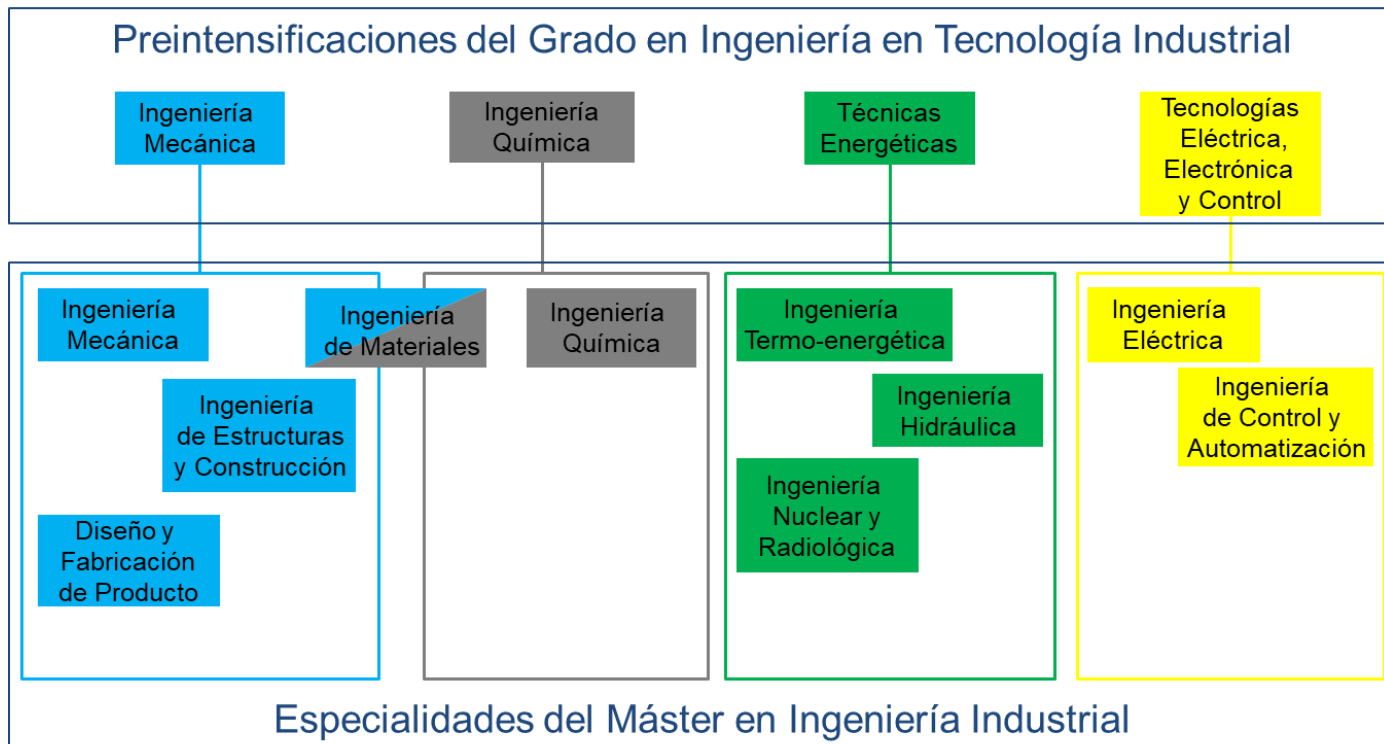 Preintensificaciones del Grado en Ingeniería en Tecnología Industrial
Ingeniería
Mecánica
Ingeniería
Química
Técnicas
Energéticas
Tecnologías
Eléctrica,
Electrónica
y Control
Ingeniería
Mecánica
Ingeniería
de Estructuras
y Construcción
Diseño y
Fabricación
de Producto
Ingeniería
de Materiales
Ingeniería
Química
Ingeniería
Termo-energética
Ingeniería
Hidráulica
Ingeniería
Nuclear y
Radiológica
Ingeniería
Eléctrica
Ingeniería
de Control y
Automatización
Especialidades del Máster en Ingeniería Industrial